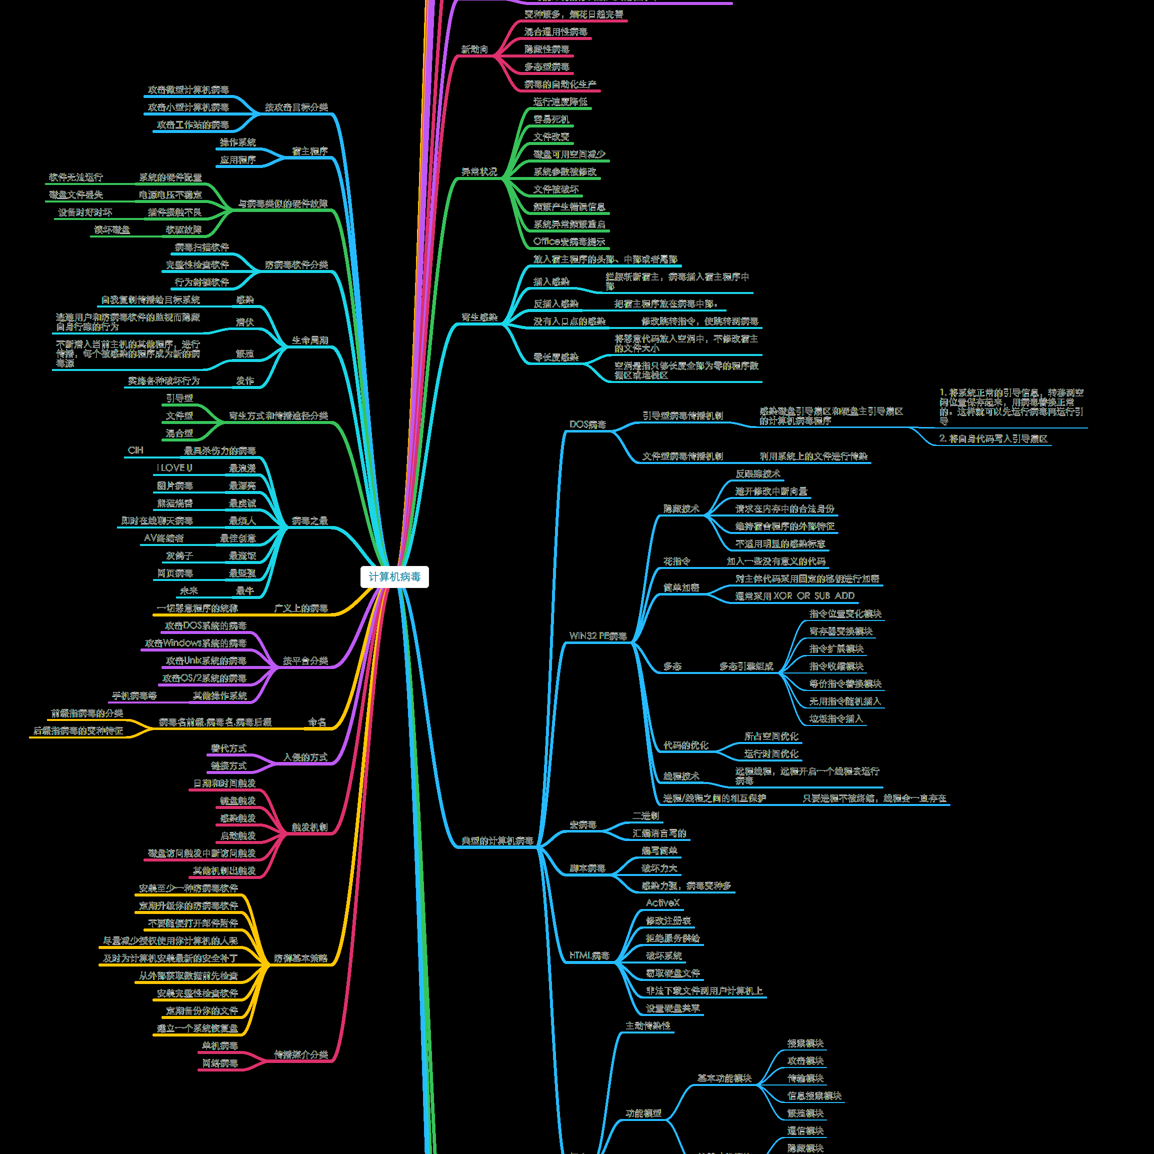 计算机病毒
按攻击目标分类
攻击微型计算机病毒
攻击小型计算机病毒
攻击工作站的病毒
宿主程序
操作系统
应用程序
与病毒类似的硬件故障
系统的硬件配置
软件无法运行
电源电压不稳定
磁盘文件丢失
插件接触不良
设备时好时坏
软驱故障
损坏磁盘
防病毒软件分类
病毒扫描软件
完整性检查软件
行为封锁软件
生命周期
感染
自我复制传播给目标系统
潜伏
逃避用户和防病毒软件的监视而隐藏
自身行踪的行为
繁殖
不断潜入当前主机的其他程序，进行
传播，每个被感染的程序成为新的病
毒源
发作
实施各种破坏行为
寄生方式和传播途径分类
引导型
文件型
混合型
病毒之最
最具杀伤力的病毒
CIH
最浪漫
I LOVE U
最漂亮
图片病毒
最虔诚
熊猫烧香
最烦人
即时在线聊天病毒
最佳创意
AV终结者
灰鸽子
网页病毒
最牛
未来
广义上的病毒
一切恶意程序的统称
按平台分类
攻击DOS系统的病毒
攻击Windows系统的病毒
攻击Unix系统的病毒
攻击OS/2系统的病毒
其他操作系统
手机病毒等
命名
病毒名前缀.病毒名.病毒后缀
前缀指病毒的分类
后缀指病毒的变种特征
入侵的方式
替代方式
链接方式
触发机制
日期和时间触发
键盘触发
感染触发
启动触发
磁盘访问触发中断访问触发
其他机制出触发
防御基本策略
安装至少一种防病毒软件
定期升级你的防病毒软件
不要随便打开邮件附件
尽量减少授权使用你计算机的人呢
及时为计算机安装最新的安全补丁
从外部获取数据前先检查
安装完整性检查软件
定期备份你的文件
建立一个系统恢复盘
传播媒介分类
单机病毒
网络病毒
新动向
变种很多，烟花日趋完善
混合通用性病毒
隐藏性病毒
多态型病毒
病毒的自动化生产
异常状况
运行速度降低
容易死机
文件改变
磁盘可用空间减少
系统参数被修改
文件被破坏
频繁产生错误信息
系统异常频繁重启
Office宏病毒提示
寄生感染
放入宿主程序的头部、中部或者尾部
插入感染
拦腰斩断宿主，病毒插入宿主程序中
部
反插入感染
把宿主程序放在病毒中部。
没有入口点的感染
修改跳转指令，使跳转到病毒
零长度感染
将恶意代码放入空洞中，不修改宿主
的文件大小
空洞是指只够长度全部为零的程序数
据区或堆栈区
典型的计算机病毒
DOS病毒
引导型病毒传播机制
感染磁盘引导扇区和硬盘主引导扇区
的计算机病毒程序
1. 将系统正常的引导信息，转移到空
闲位置保存起来，用病毒替换正常
的，这样就可以先运行病毒再运行引
导
2. 将自身代码写入引导扇区
文件型病毒传播机制
利用系统上的文件进行传染
WIN32 PE病毒
隐藏技术
反跟踪技术
避开修改中断向量
请求在内存中的合法身份
维持宿合程序的外部特征
不适用明显的感染标志
花指令
加入一些没有意义的代码
简单加密
对主体代码采用固定的秘钥进行加密
通常采用 XOR OR SUB ADD
多态
多态引擎组成
指令位置变化模块
寄存器变换模块
指令扩展模块
指令收缩模块
等价指令替换模块
无用指令随机插入
垃圾指令插入
代码的优化
所占空间优化
运行时间优化
线程技术
远程线程，远程开启一个线程去运行
病毒
进程/线程之间的相互保护
只要进程不被终结，线程会一直存在
宏病毒
二进制
汇编语言写的
脚本病毒
编写简单
破坏力大
感染力强，病毒变种多
HTML病毒
ActiveX
修改注册表
拒绝服务供给
破坏系统
窃取硬盘文件
非法下载文件到用户计算机上
设置硬盘共享
主动传染性
功能模型
基本功能模块
搜索模块
攻击模块
传输模块
信息搜索模块
繁殖模块
通信模块
隐藏模块